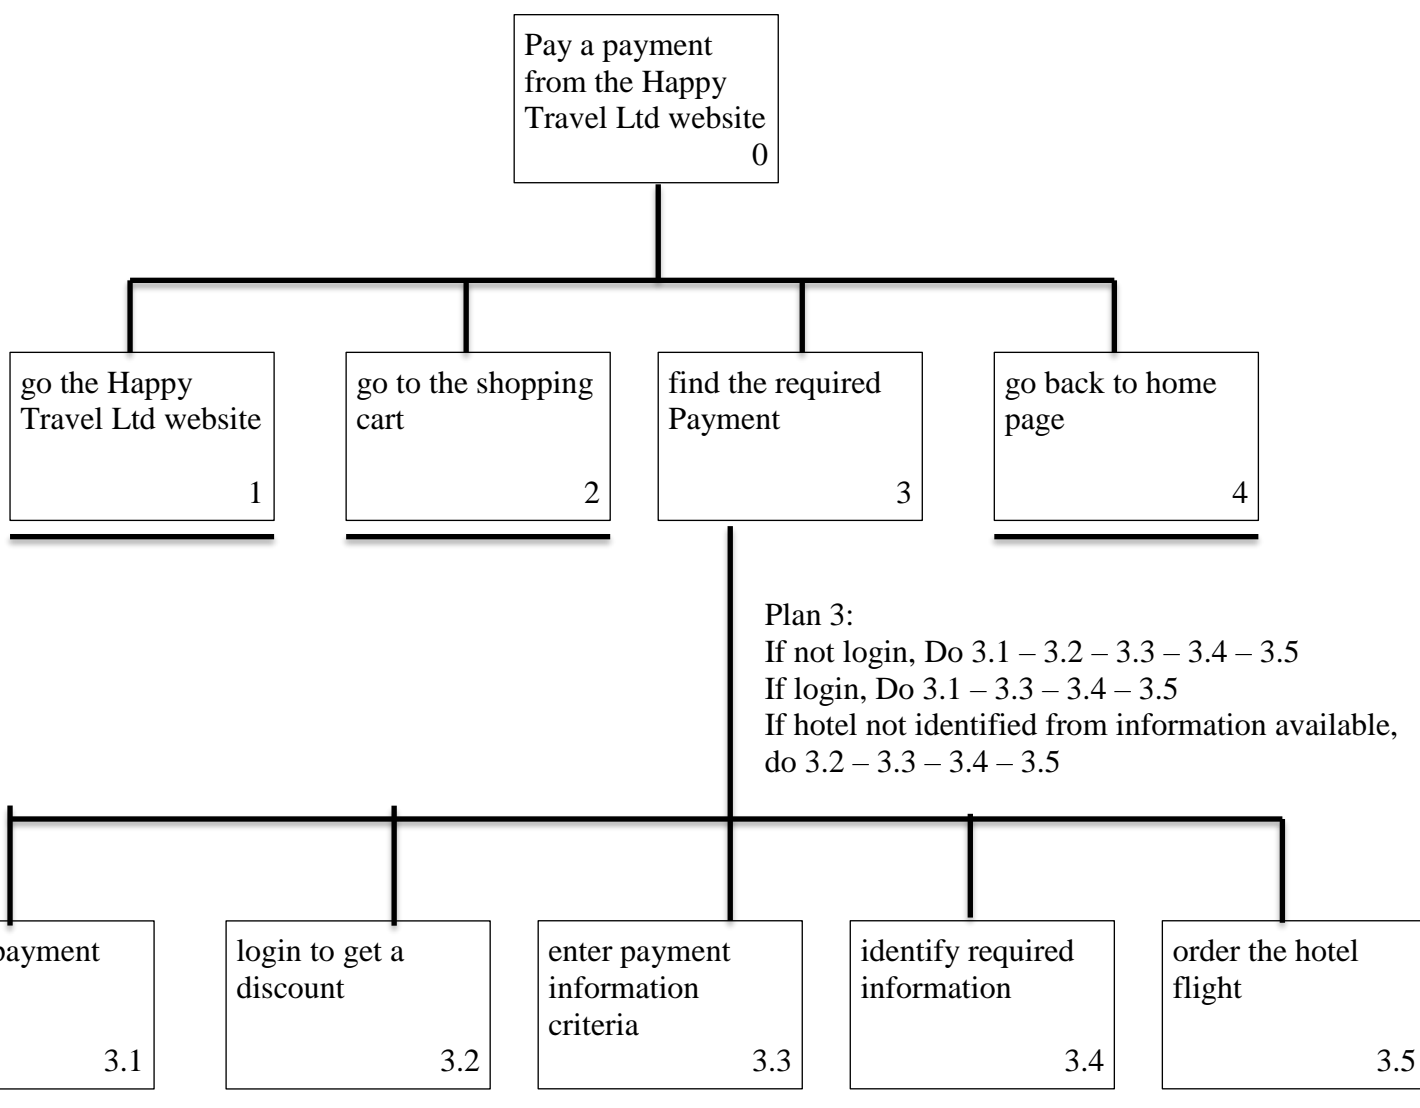 Pay a payment
from the Happy
Travel Ltd website
0
go the Happy
Travel Ltd website
1
go to the shopping
cart
2
find the required
Payment
3
go back to home
page
4
Plan 3:
If not login, Do 3.1 – 3.2 – 3.3 – 3.4 – 3.5
If login, Do 3.1 – 3.3 – 3.4 – 3.5
If hotel not identified from information available,
do 3.2 – 3.3 – 3.4 – 3.5
payment
3.1
login to get a
discount
3.2
enter payment
information
criteria
3.3
identify required
information
3.4
order the hotel
flight
3.5